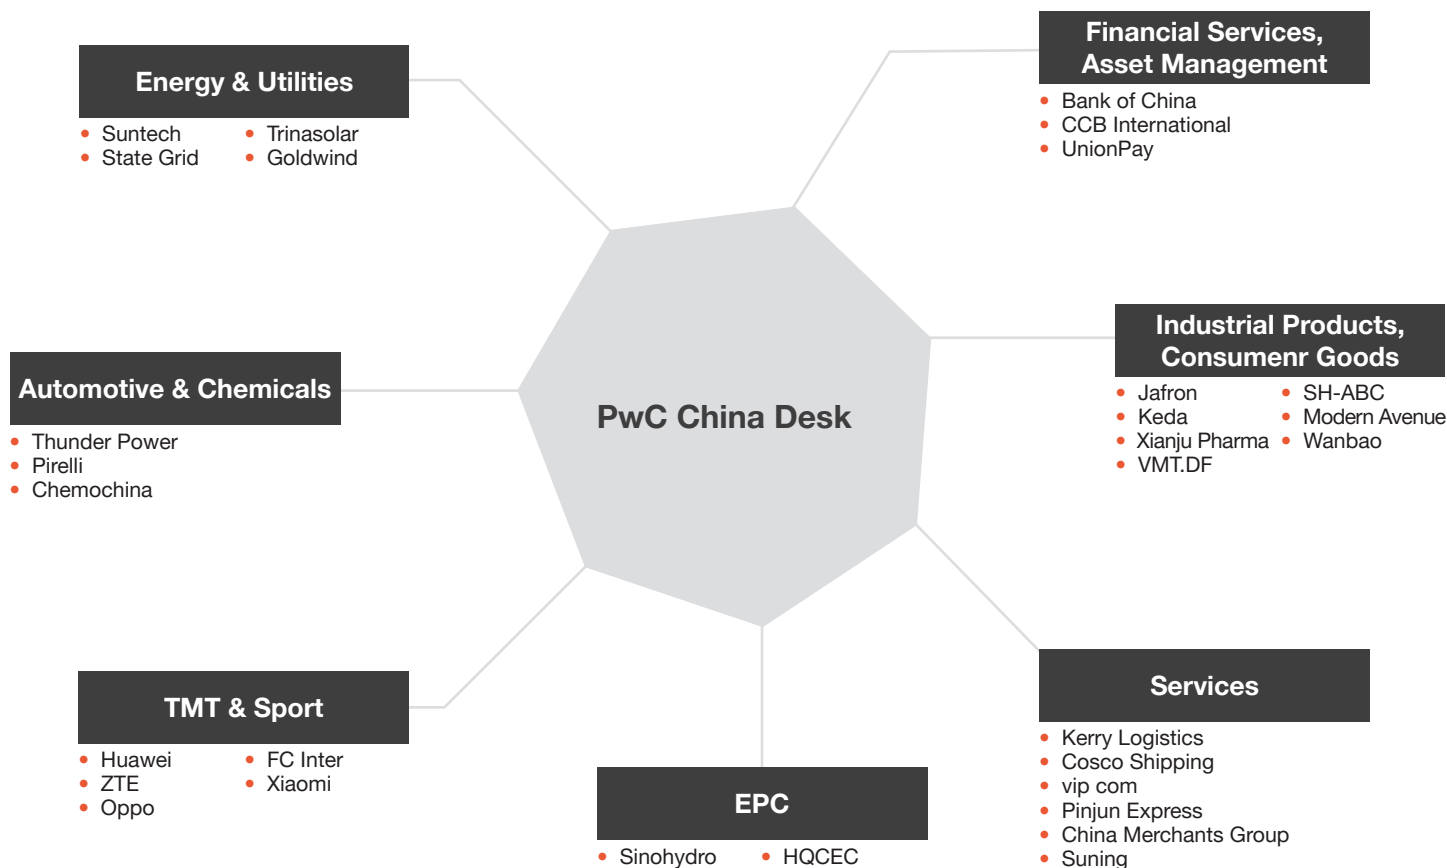 Energy & Utilities
• Suntech
• State Grid
• Trinasolar
• Goldwind
Financial Services,
Asset Management
• Bank of China
• CCB International
• UnionPay
Automotive & Chemicals
• Thunder Power
• Pirelli
• Chemochina
PwC China Desk
Industrial Products,
Consumenr Goods
• Jafron
• Keda
• Xianju Pharma
• VMT.DF
• SH-ABC
• Modern Avenue
• Wanbao
TMT & Sport
• Huawei
• ZTE
• Oppo
• FC Inter
• Xiaomi
EPC
• Sinohydro
• HQCEC
Services
• Kerry Logistics
• Cosco Shipping
• vip com
• Pinjun Express
• China Merchants Group
• Suning